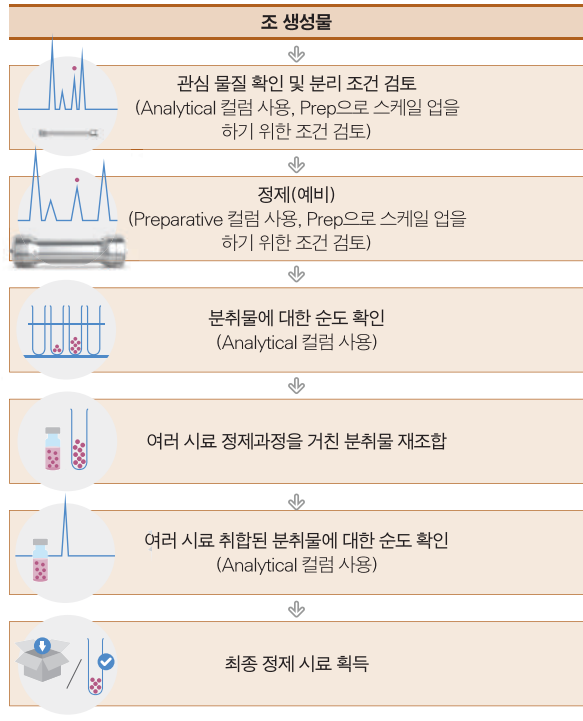 조 생성물
관심 물질 확인 및 분리 조건 검토
(Analytical 컬럼 사용, Prep으로 스케일 업을
하기 위한 조건 검토)
정제(예비)
(Preparative 컬럼 사용, Prep으로 스케일 업을
하기 위한 조건 검토)
분취물에 대한 순도 확인
(Analytical 컬럼 사용)
여러 시료 정제과정을 거친 분취물 재조합
여러 시료 취합된 분취물에 대한 순도 확인
(Analytical 컬럼 사용)
최종 정제 시료 획득